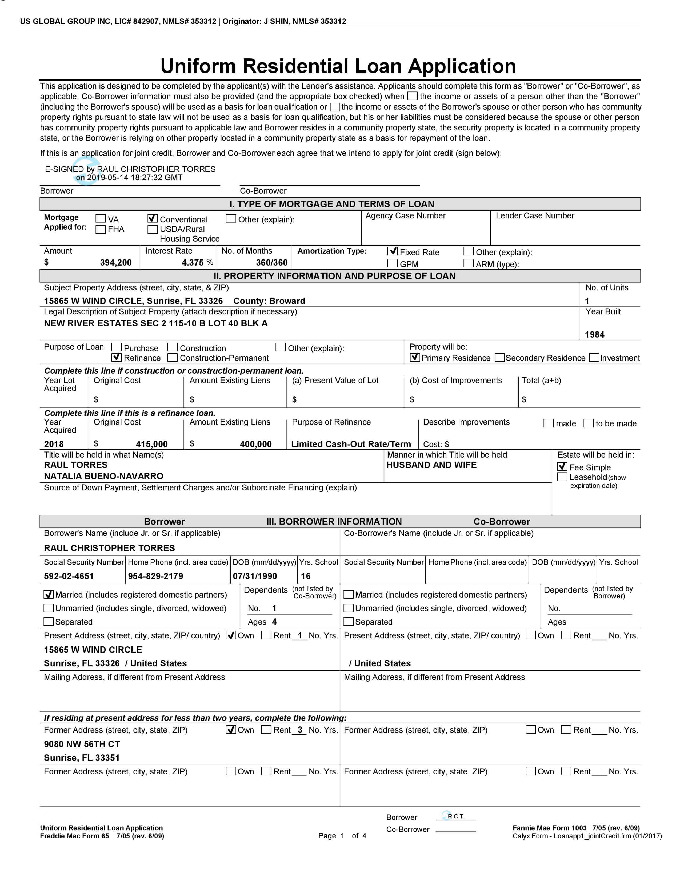 US GLOBAL GROUP INC, LIC# 842907, NMLS# 353312 | Originator: J SHIN, NMLS# 353312
Uniform Residential Loan Application
This application is designed to be completed by the applicant(s) with the Lender's assistance. Applicants should complete this form as "Borrower" or "Co-Borrower", as
applicable. Co-Borrower information must also be provided (and the appropriate box checked) when the income or assets of a person other than the "Borrower"
(including the Borrower's spouse) will be used as a basis for loan qualification or the income or assets of the Borrower's spouse or other person who has community
property rights pursuant to state law will not be used as a basis for loan qualification, but his or her liabilities must be considered because the spouse or other person
has community property rights pursuant to applicable law and Borrower resides in a community property state, the security property is located in a community property
state, or the Borrower is relying on other property located in a community property state as a basis for repayment of the loan.
If this is an application for joint credit, Borrower and Co-Borrower each agree that we intend to apply for joint credit (sign below):
E-SIGNED by RAUL CHRISTOPHER TORRES
on 2019-05-14 18:27:32 GMT
Borrower Co-Borrower
I. TYPE OF MORTGAGE AND TERMS OF LOAN
Mortgage Applied for: VA Conventional Other (explain): Agency Case Number Lender Case Number
FHA USDA/Rural Housing Service
Amount Interest Rate No. of Months Amortization Type: Fixed Rate Other (explain):
$ 394,200 4.375 % 360/360 GPM ARM (type):
II. PROPERTY INFORMATION AND PURPOSE OF LOAN
Subject Property Address (street, city, state, & ZIP) No. of Units
15865 W WIND CIRCLE, Sunrise, FL 33326 County: Broward 1
Legal Description of Subject Property (attach description if necessary) Year Built
NEW RIVER ESTATES SEC 2 115-10 B LOT 40 BLK A
1984
Purpose of Loan Purchase Construction Other (explain): Property will be:
Refinance Construction-Permanent Primary Residence Secondary Residence Investment
Complete this line if construction or construction-permanent loan.
Year Lot Acquired Original Cost Amount Existing Liens (a) Present Value of Lot (b) Cost of Improvements Total (a+b)
$ $ $ $ $
Complete this line if this is a refinance loan.
Year Acquired Original Cost Amount Existing Liens Purpose of Refinance Describe Improvements made to be made
2018 $ 415,000 $ 400,000 Limited Cash-Out Rate/Term Cost: $
Title will be held in what Name(s) Manner in which Title will be held Estate will be held in:
RAUL TORRES HUSBAND AND WIFE Fee Simple
NATALIA BUENO-NAVARRO Leasehold (show expiration date)
Source of Down Payment, Settlement Charges and/or Subordinate Financing (explain)
Borrower III. BORROWER INFORMATION Co-Borrower
Borrower's Name (include Jr. or Sr. if applicable) Co-Borrower's Name (include Jr. or Sr. if applicable)
RAUL CHRISTOPHER TORRES
Social Security Number Home Phone (incl. area code) DOB (mm/dd/yyyy) Yrs. School Social Security Number Home Phone (incl. area code) DOB (mm/dd/yyyy) Yrs. School
592-02-4651 954-829-2179 07/31/1990 16
Married (includes registered domestic partners) Dependents (not listed by Co-Borrower) Married (includes registered domestic partners) Dependents (not listed by Borrower)
Unmarried (includes single, divorced, widowed) No. 1 Unmarried (includes single, divorced, widowed) No.
Separated Ages 4 Separated Ages
Present Address (street, city, state, ZIP/ country) Own Rent 1 No. Yrs. Present Address (street, city, state, ZIP/ country) Own Rent No. Yrs.
15865 W WIND CIRCLE
Sunrise, FL 33326 / United States / United States
Mailing Address, if different from Present Address Mailing Address, if different from Present Address
If residing at present address for less than two years, complete the following:
Former Address (street, city, state, ZIP) Own Rent 3 No. Yrs. Former Address (street, city, state, ZIP) Own Rent No. Yrs.
9080 NW 56TH CT
Sunrise, FL 33351
Former Address (street, city, state, ZIP) Own Rent No. Yrs. Former Address (street, city, state, ZIP) Own Rent No. Yrs.
Borrower RCT
Co-Borrower
Uniform Residential Loan Application Fannie Mae Form 1003 7/05 (rev. 6/09)
Freddie Mac Form 65 7/05 (rev. 6/09) Page 1 of 4 Calyx Form - Loanapp1_jointCredit.frm (01/2017)